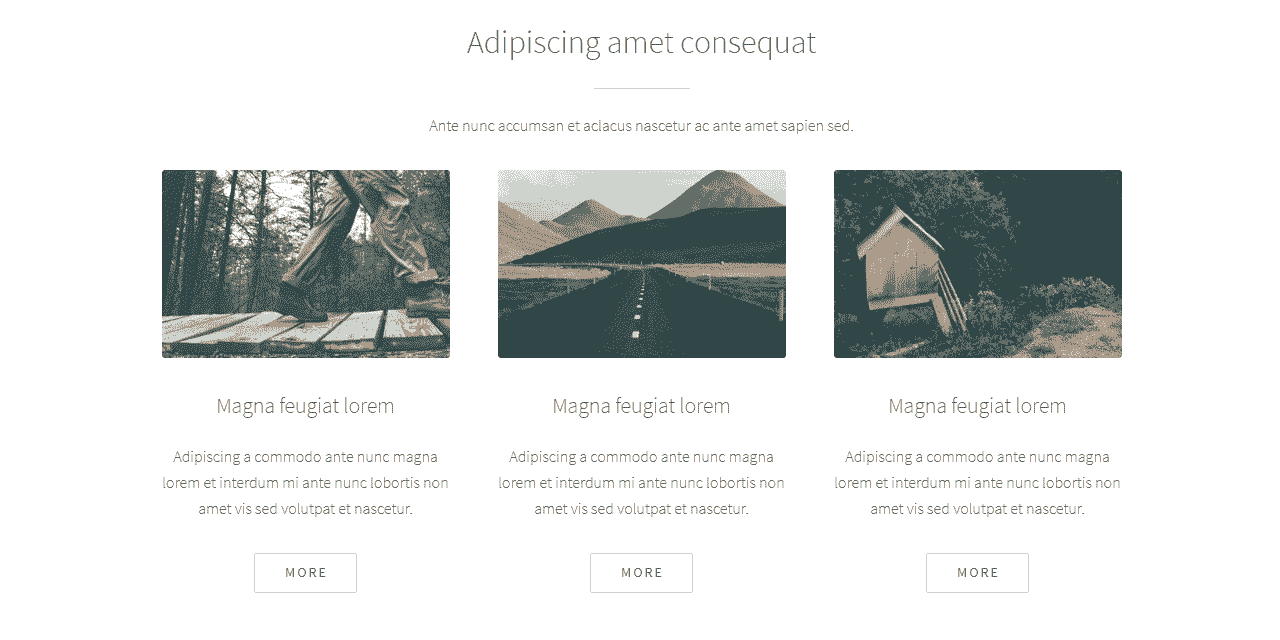 Adipiscing amet consequat
Ante nunc accumsan et aclacus nascetur ac ante amet sapien sed.
Magna feugiat lorem
Adipiscing a commodo ante nunc magna
lorem et interdum mi ante nunc lobortis non
amet vis sed volutpat et nascetur.
MORE
Magna feugiat lorem
Adipiscing a commodo ante nunc magna
lorem et interdum mi ante nunc lobortis non
amet vis sed volutpat et nascetur.
MORE
Magna feugiat lorem
Adipiscing a commodo ante nunc magna
lorem et interdum mi ante nunc lobortis non
amet vis sed volutpat et nascetur.
MORE